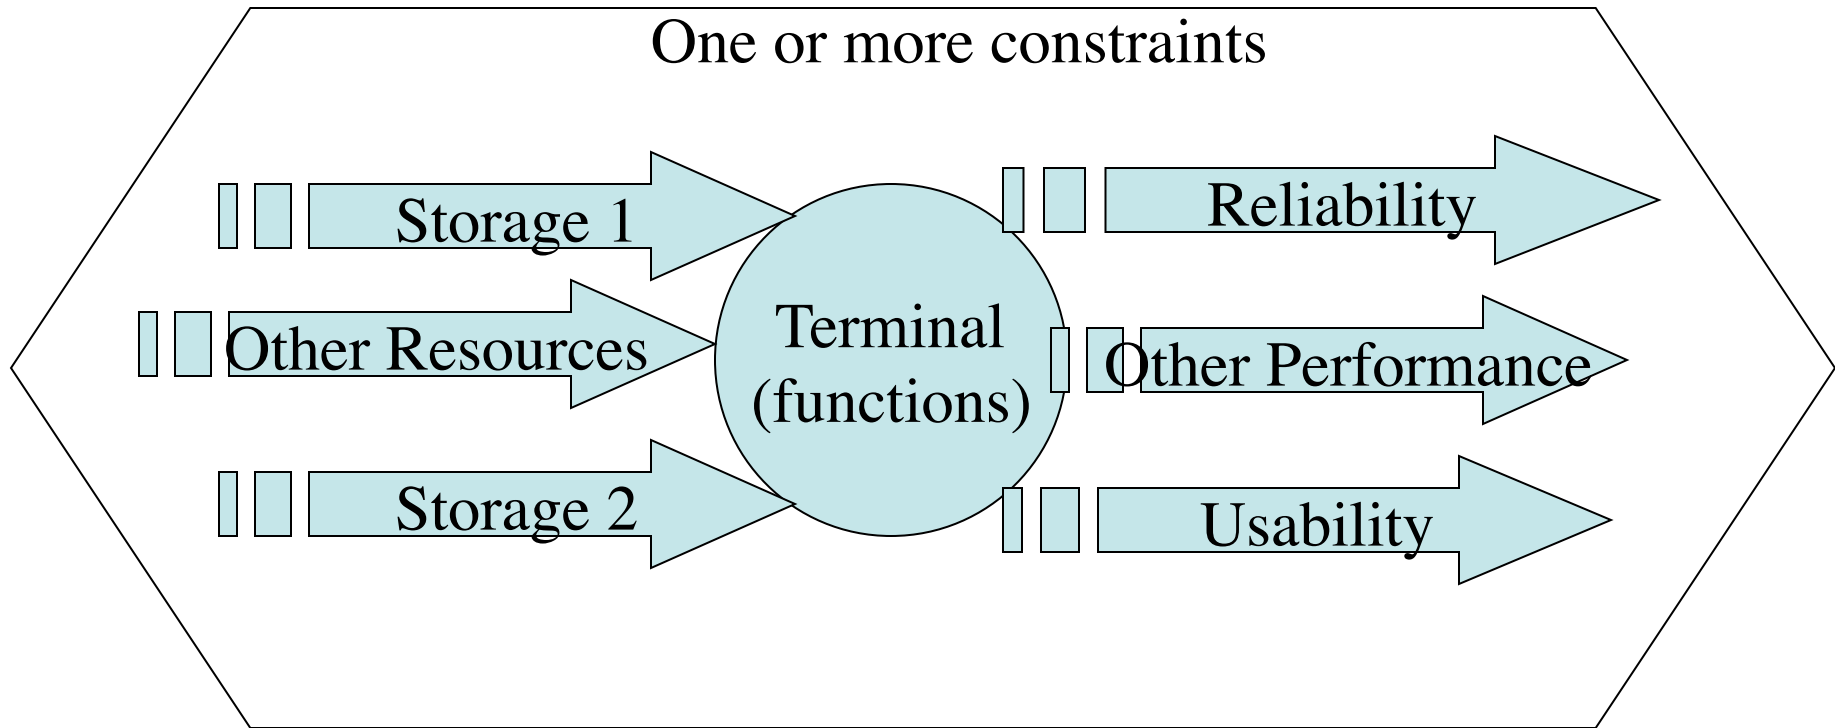 One or more constraints
Storage 1
Reliability
Other Resources
Terminal
(functions)
Other Performance
Storage 2
Usability